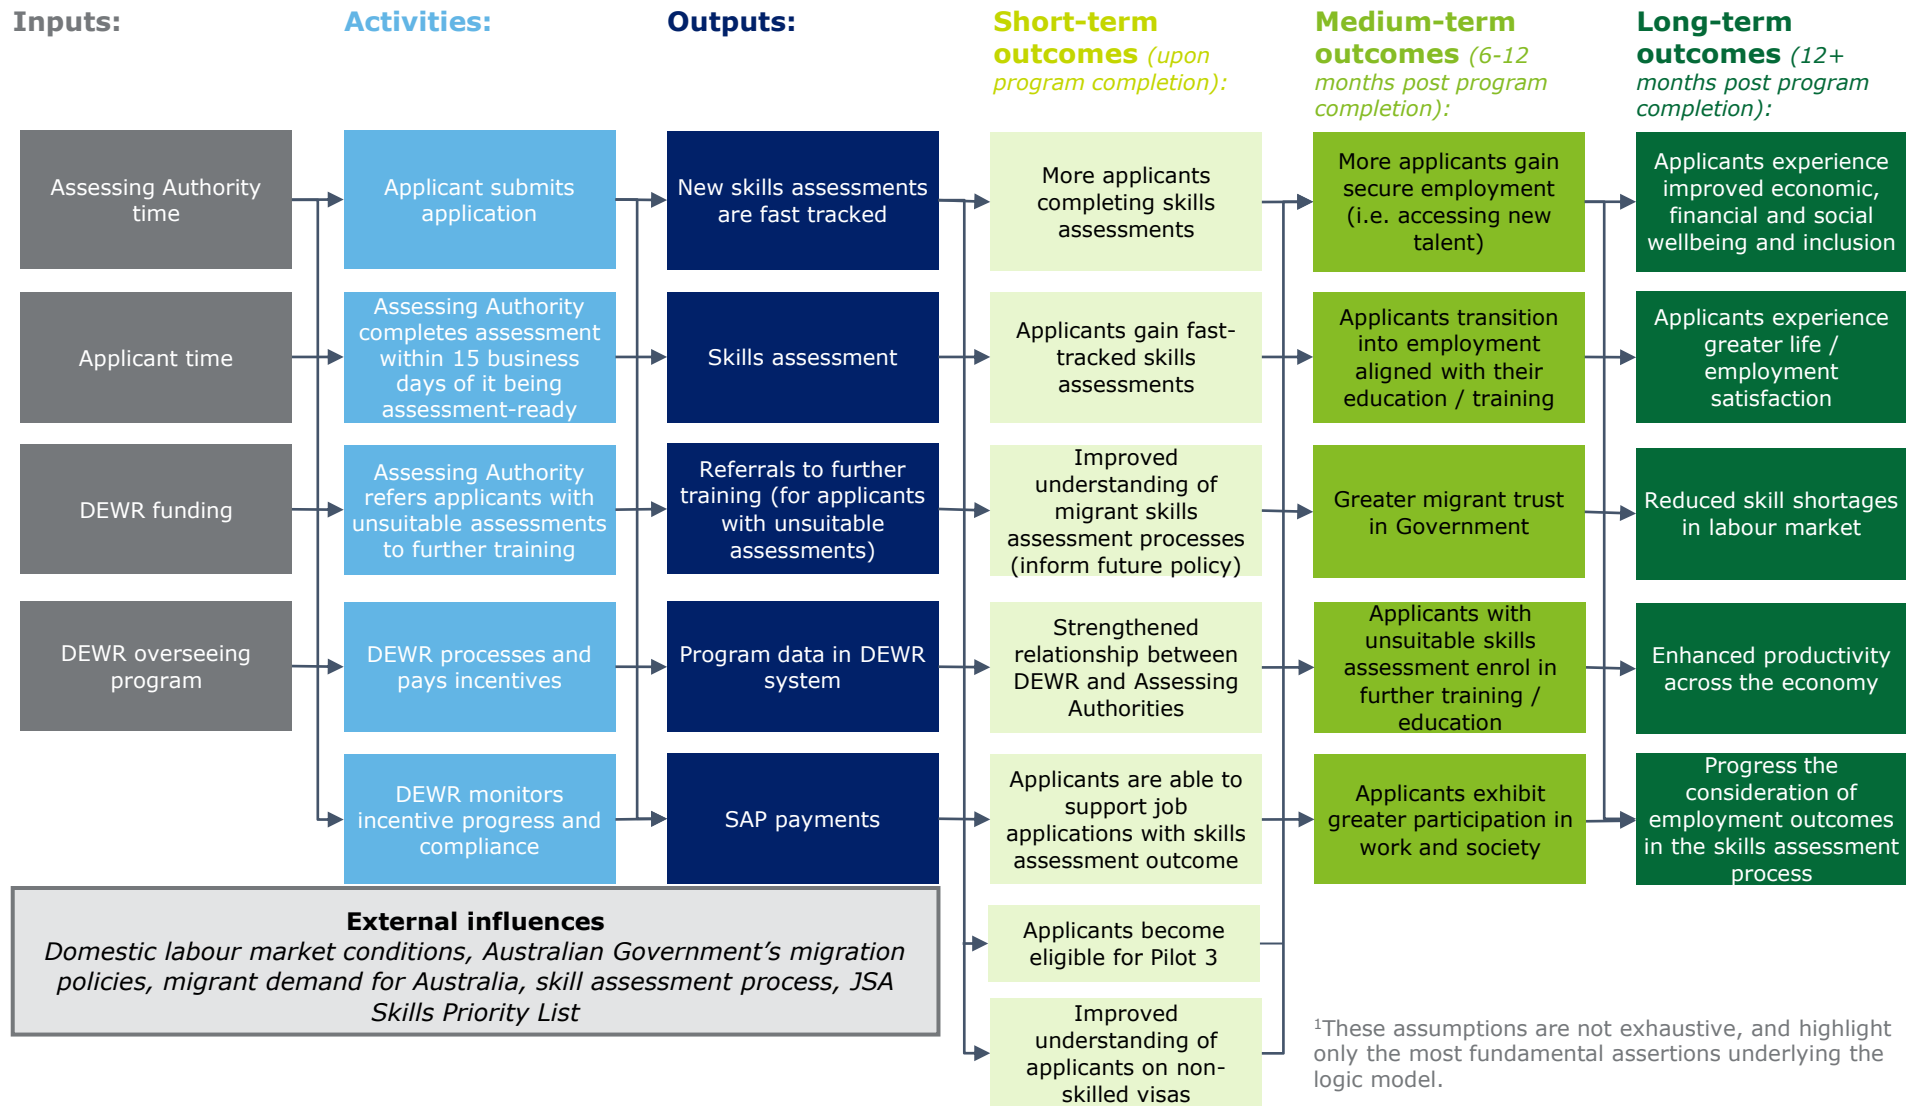 Inputs:
Activities:
Outputs:
Short-term
outcomes (upon
program completion):
Medium-term
outcomes (6-12
months post program
completion):
Long-term
outcomes (12+
months post program
completion):
Assessing Authority
time
Applicant submits
application
New skills assessments
are fast tracked
More applicants
completing skills
assessments
More applicants gain
secure employment
(i.e. accessing new
talent)
Applicants experience
improved economic,
financial and social
wellbeing and inclusion
Applicant time
Assessing Authority
completes assessment
within 15 business
days of it being
assessment-ready
Skills assessment
Applicants gain fast-
tracked skills
assessments
Applicants transition
into employment
aligned with their
education / training
Applicants experience
greater life /
employment
satisfaction
DEWR funding
Assessing Authority
refers applicants with
unsuitable assessments
to further training
Referrals to further
training (for applicants
with unsuitable
assessments)
Improved
understanding of
migrant skills
assessment processes
(inform future policy)
Greater migrant trust
in Government
Reduced skill shortages
in labour market
DEWR overseeing
program
DEWR processes and
pays incentives
Program data in DEWR
system
Strengthened
relationship between
DEWR and Assessing
Authorities
Applicants with
unsuitable skills
assessment enrol in
further training /
education
Enhanced productivity
across the economy
DEWR monitors
incentive progress and
compliance
SAP payments
Applicants are able to
support job
applications with skills
assessment outcome
Applicants exhibit
greater participation in
work and society
Progress the
consideration of
employment outcomes
in the skills assessment
process
External influences
Domestic labour market conditions, Australian Government’s migration
policies, migrant demand for Australia, skill assessment process, JSA
Skills Priority List
Applicants become
eligible for Pilot 3
Improved
understanding of
applicants on non-
skilled visas
¹These assumptions are not exhaustive, and highlight
only the most fundamental assertions underlying the
logic model.